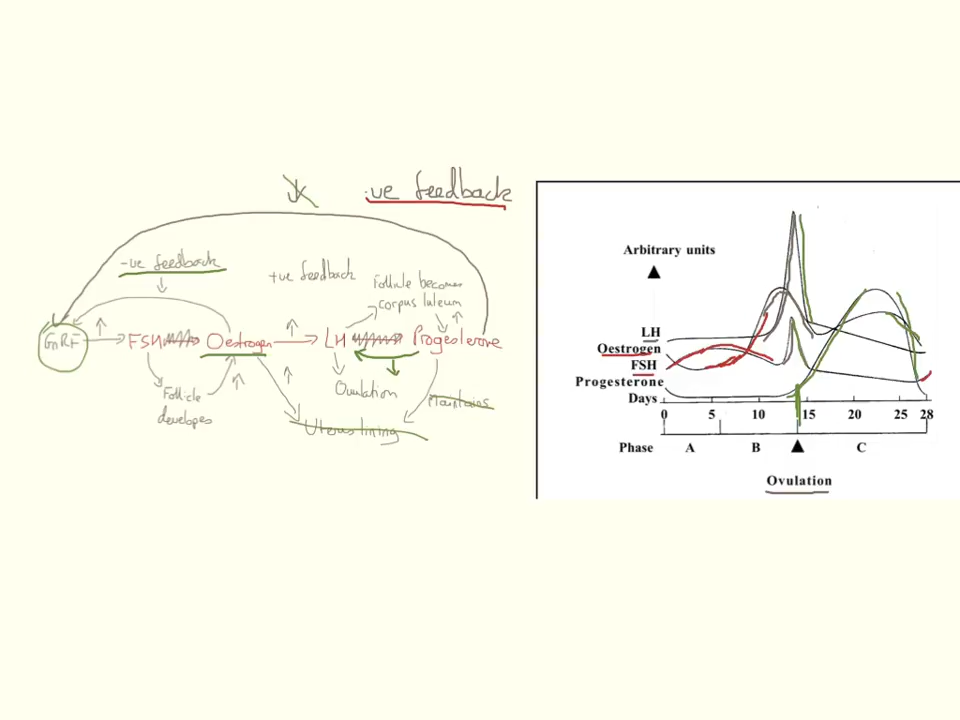 -ve feedback
-ve feedback
+ve feedback
Follicle becomes
corpus luteum
GnRF
FSH
Oestrogen
LH
Progesterone
Follicle
developes
Ovulation
Maintains
Uterus lining
Arbitrary units
LH
Oestrogen
FSH
Progesterone
Days
0 5 10 15 20 25 28
Phase A B C
Ovulation